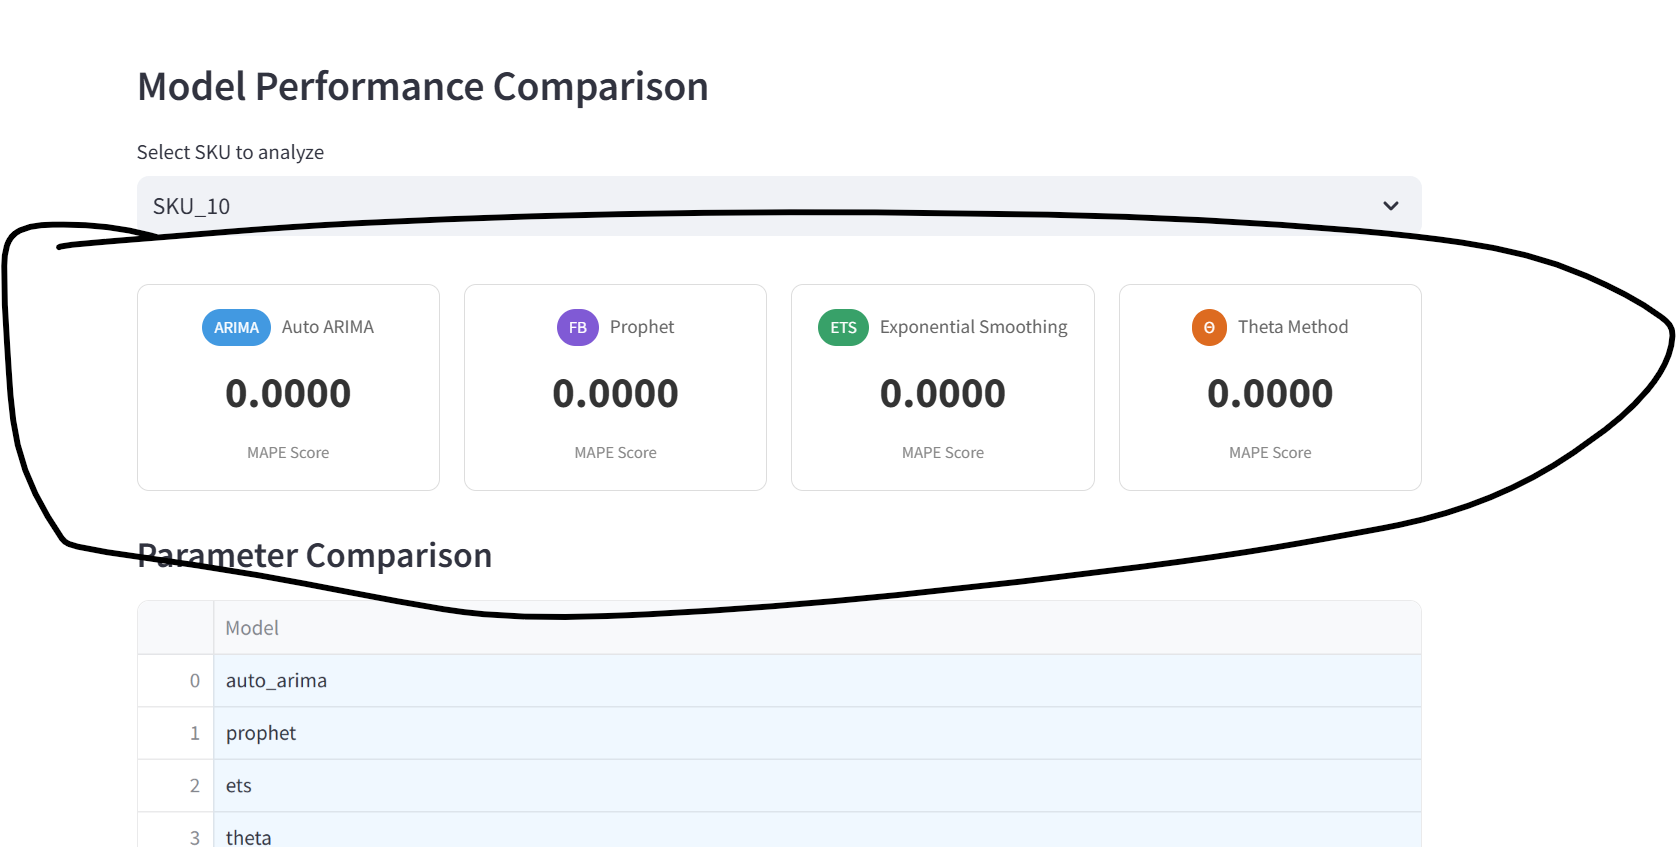 Model Performance Comparison
Select SKU to analyze
SKU_10
ARIMA Auto ARIMA
0.0000
MAPE Score
FB Prophet
0.0000
MAPE Score
ETS Exponential Smoothing
0.0000
MAPE Score
Θ Theta Method
0.0000
MAPE Score
Parameter Comparison
Model
0 auto_arima
1 prophet
2 ets
3 theta